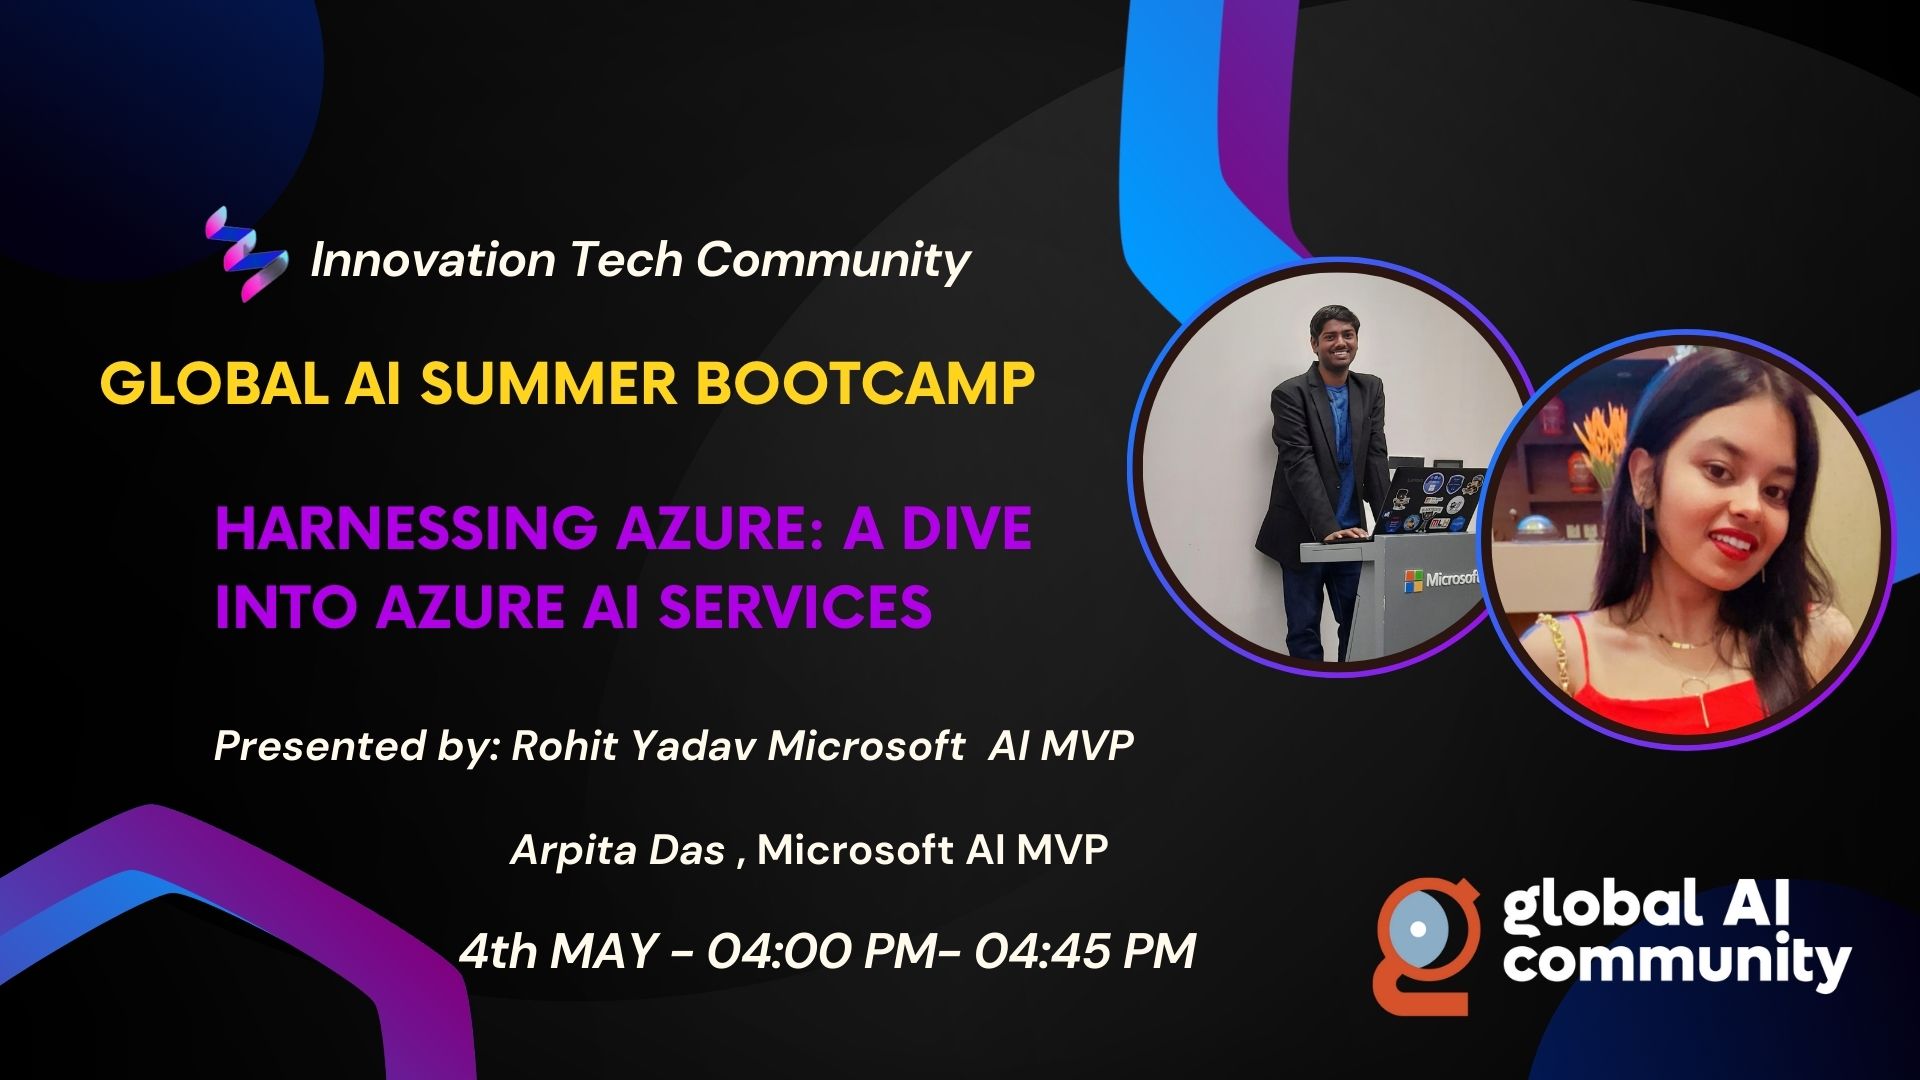 Innovation Tech Community
GLOBAL AI SUMMER BOOTCAMP
HARNESSING AZURE: A DIVE
INTO AZURE AI SERVICES
Presented by: Rohit Yadav Microsoft AI MVP
Arpita Das , Microsoft AI MVP
4th MAY - 04:00 PM- 04:45 PM
Microsoft
global AI
community